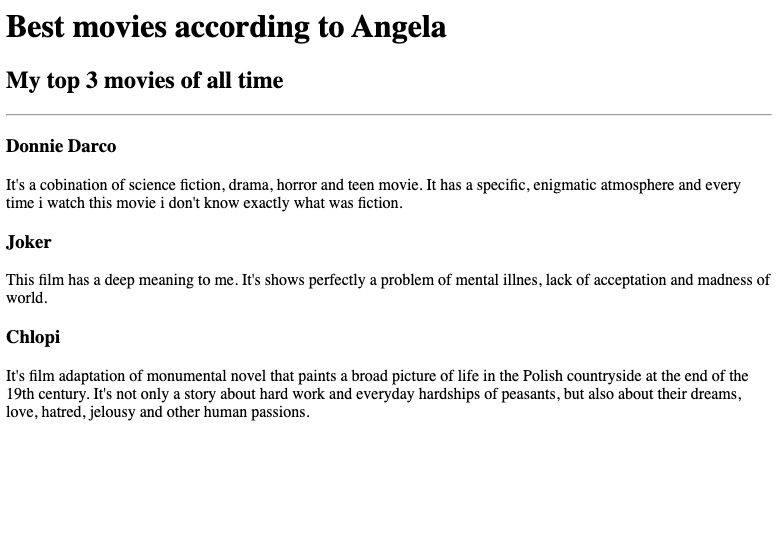 Best movies according to Angela
My top 3 movies of all time
Donnie Darco
It's a cobination of science fiction, drama, horror and teen movie. It has a specific, enigmatic atmosphere and every
time i watch this movie i don't know exactly what was fiction.
Joker
This film has a deep meaning to me. It's shows perfectly a problem of mental illnes, lack of acceptation and madness of
world.
Chlopi
It's film adaptation of monumental novel that paints a broad picture of life in the Polish countryside at the end of the
19th century. It's not only a story about hard work and everyday hardships of peasants, but also about their dreams,
love, hatred, jelousy and other human passions.